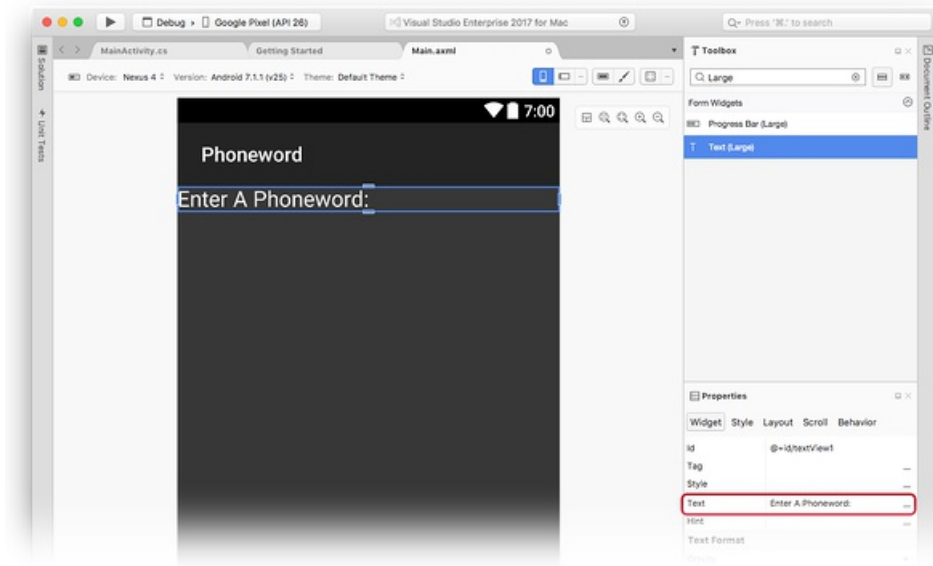 Debug › Google Pixel (API 26)
Visual Studio Enterprise 2017 for Mac
Press '⌘.' to search
Solution
Unit Tests
MainActivity.cs
Getting Started
Main.axml
Device: Nexus 4
Version: Android 7.1.1 (v25)
Theme: Default Theme
7:00
Phoneword
Enter A Phoneword:
Toolbox
Large
Form Widgets
Progress Bar (Large)
T Text (Large)
Properties
Widget Style Layout Scroll Behavior
Id @+id/textView1
Tag
Style
Text Enter A Phoneword:
Hint
Text Format
Document Outline